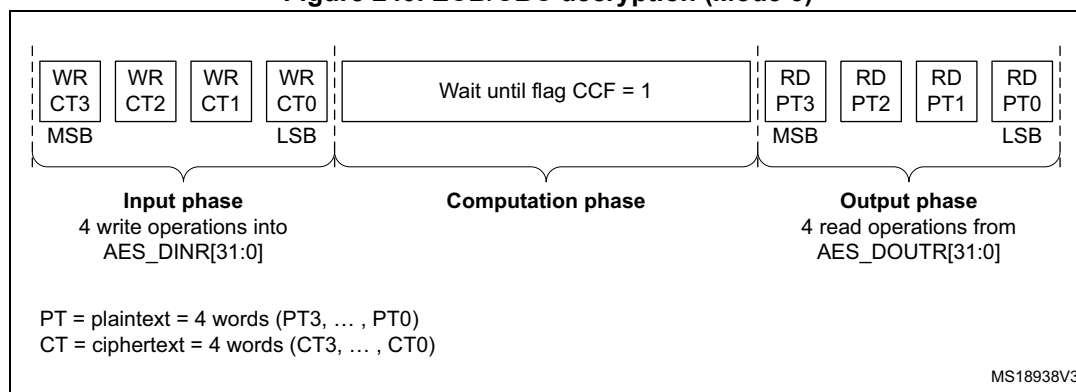 WR CT3 WR CT2 WR CT1 WR CT0 Wait until flag CCF = 1 RD PT3 RD PT2 RD PT1 RD PT0
MSB LSB MSB LSB
Input phase
4 write operations into
AES_DINR[31:0]
Computation phase
Output phase
4 read operations from
AES_DOUTR[31:0]
PT = plaintext = 4 words (PT3, … , PT0)
CT = ciphertext = 4 words (CT3, … , CT0)
MS18938V3